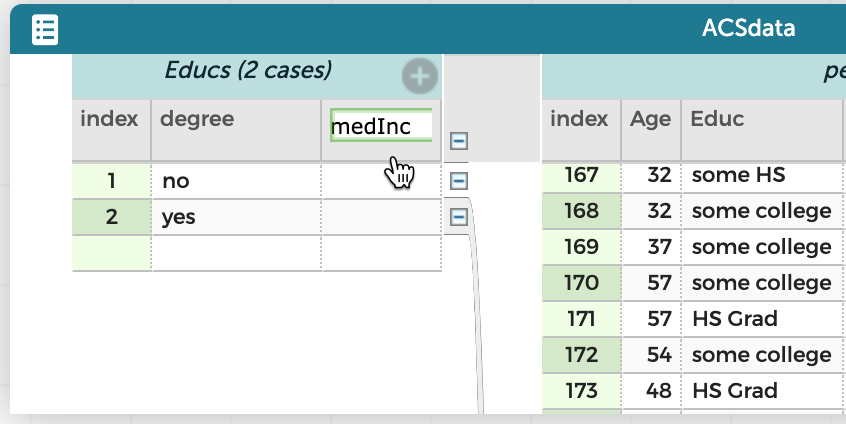 ACSdata
Educs (2 cases)
pe
index degree medInc
1 no
2 yes
index Age Educ
167 32 some HS
168 32 some college
169 37 some college
170 57 some college
171 57 HS Grad
172 54 some college
173 48 HS Grad